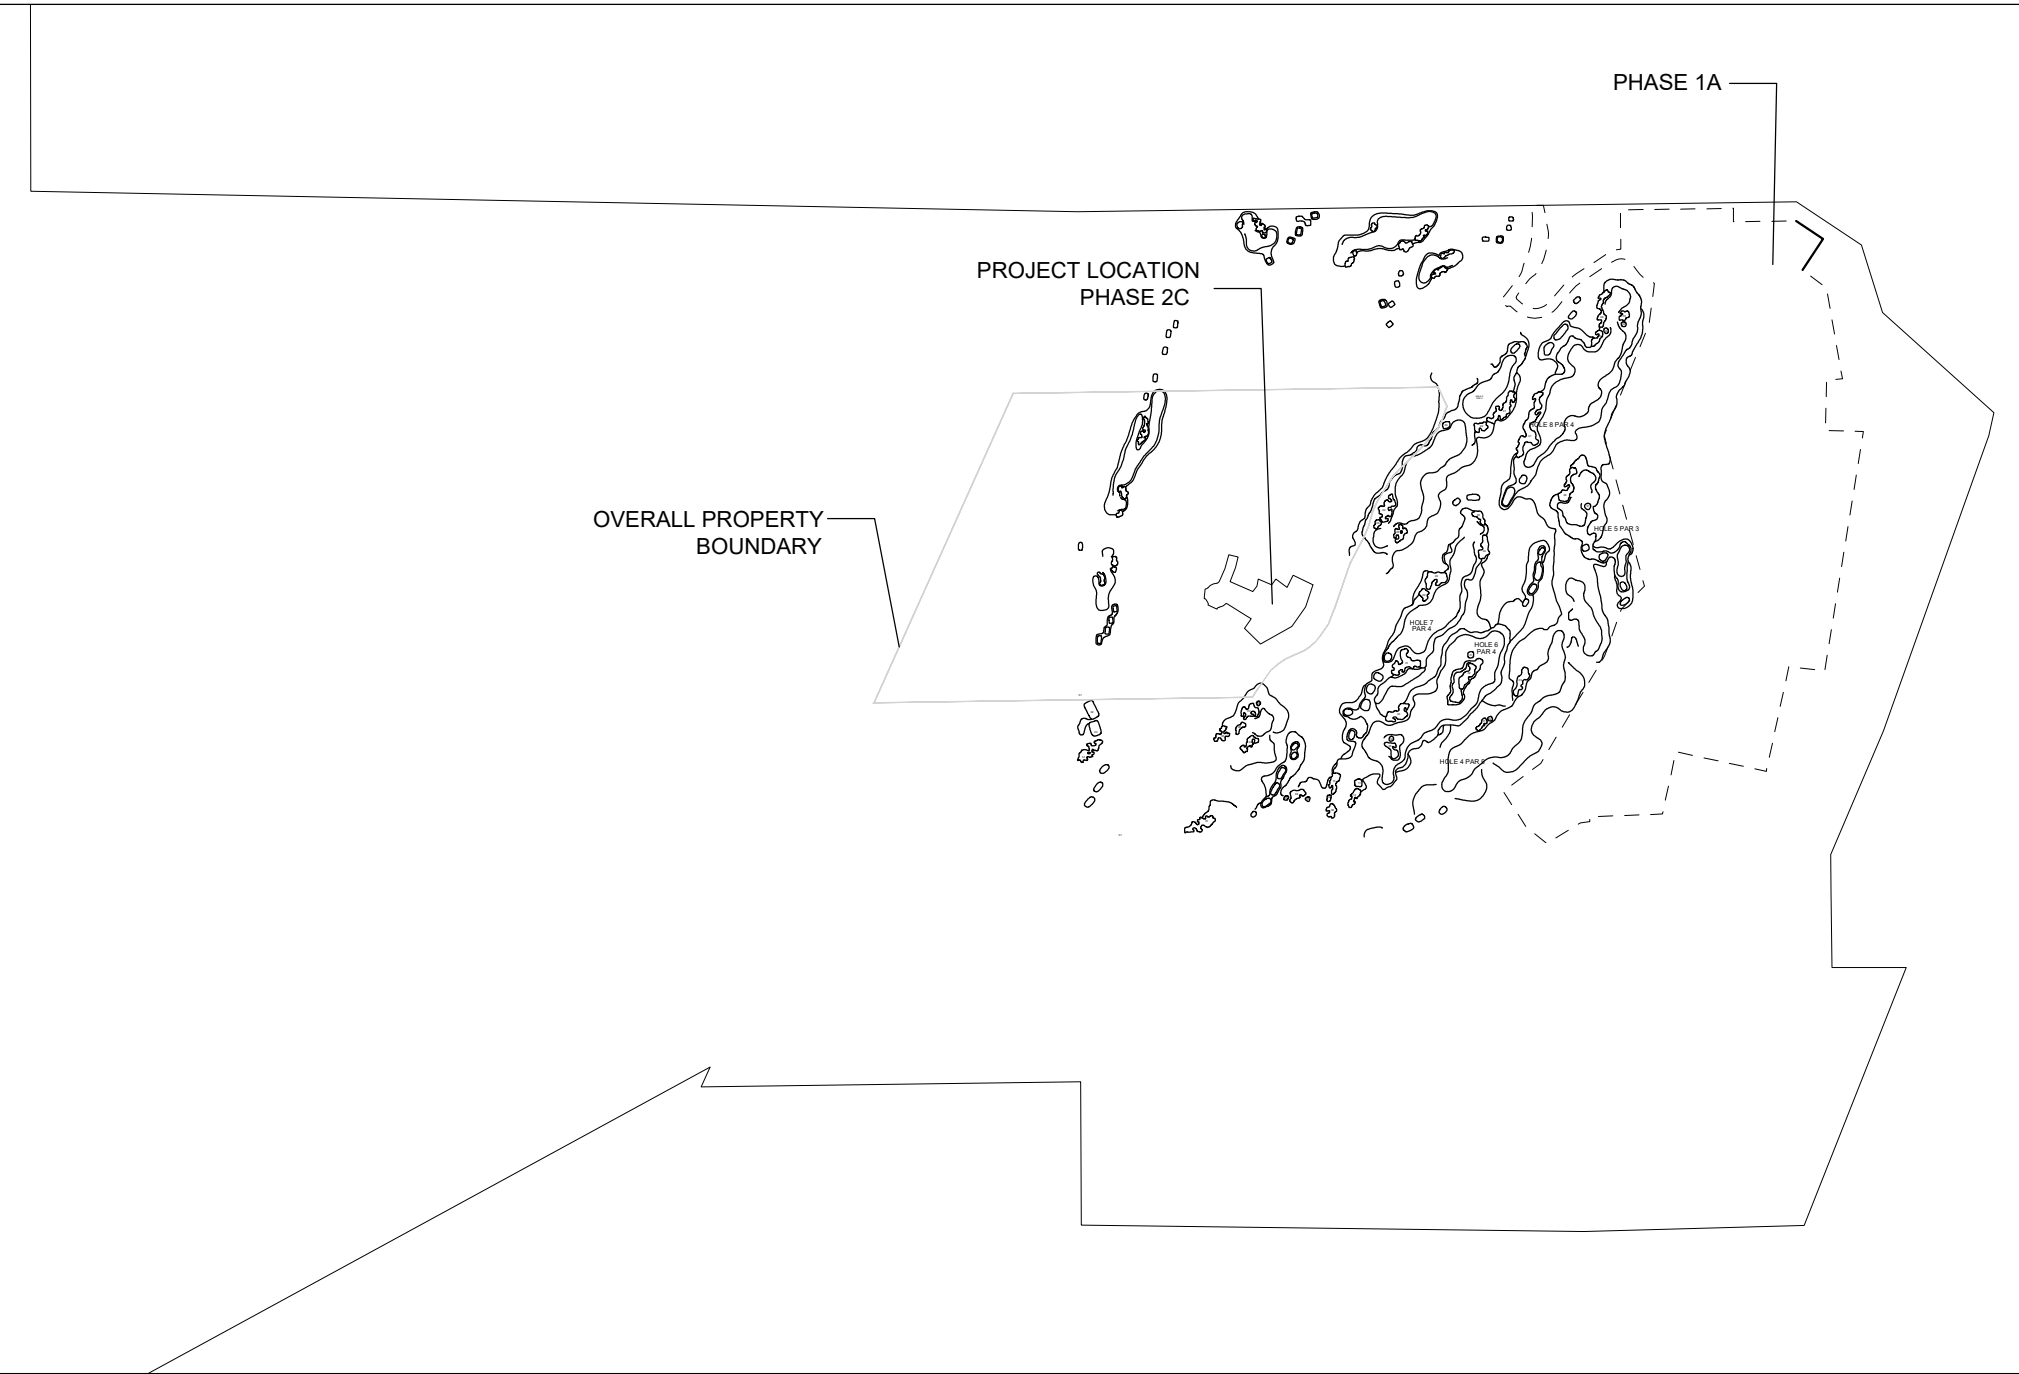 PHASE 1A
PROJECT LOCATION
PHASE 2C
OVERALL PROPERTY
BOUNDARY
HOLE 8 PAR 4
HOLE 5 PAR 3
HOLE 7
PAR 4
HOLE 6
PAR 4
HOLE 4 PAR